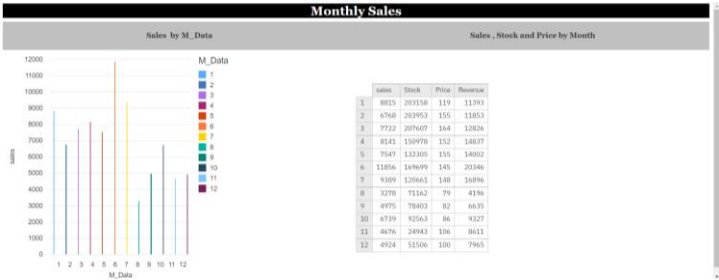 Monthly Sales
Sales by M_Data
Sales , Stock and Price by Month
M_Data
12000
11000
10000
9000
8000
7000
6000
5000
4000
3000
2000
1000
0
sales
1 2 3 4 5 6 7 8 9 10 11 12
M_Data
1
2
3
4
5
6
7
8
9
10
11
12
sales Stock Price Revenue
1 8815 203158 119 11393
2 6768 203953 155 11853
3 7722 207607 164 12826
4 8141 150978 152 14837
5 7547 132305 155 14002
6 11856 169699 145 20346
7 9389 120661 148 16896
8 3278 71162 79 4196
9 4975 78403 82 6635
10 6739 92563 86 9327
11 4676 24943 106 8611
12 4924 51506 100 7965